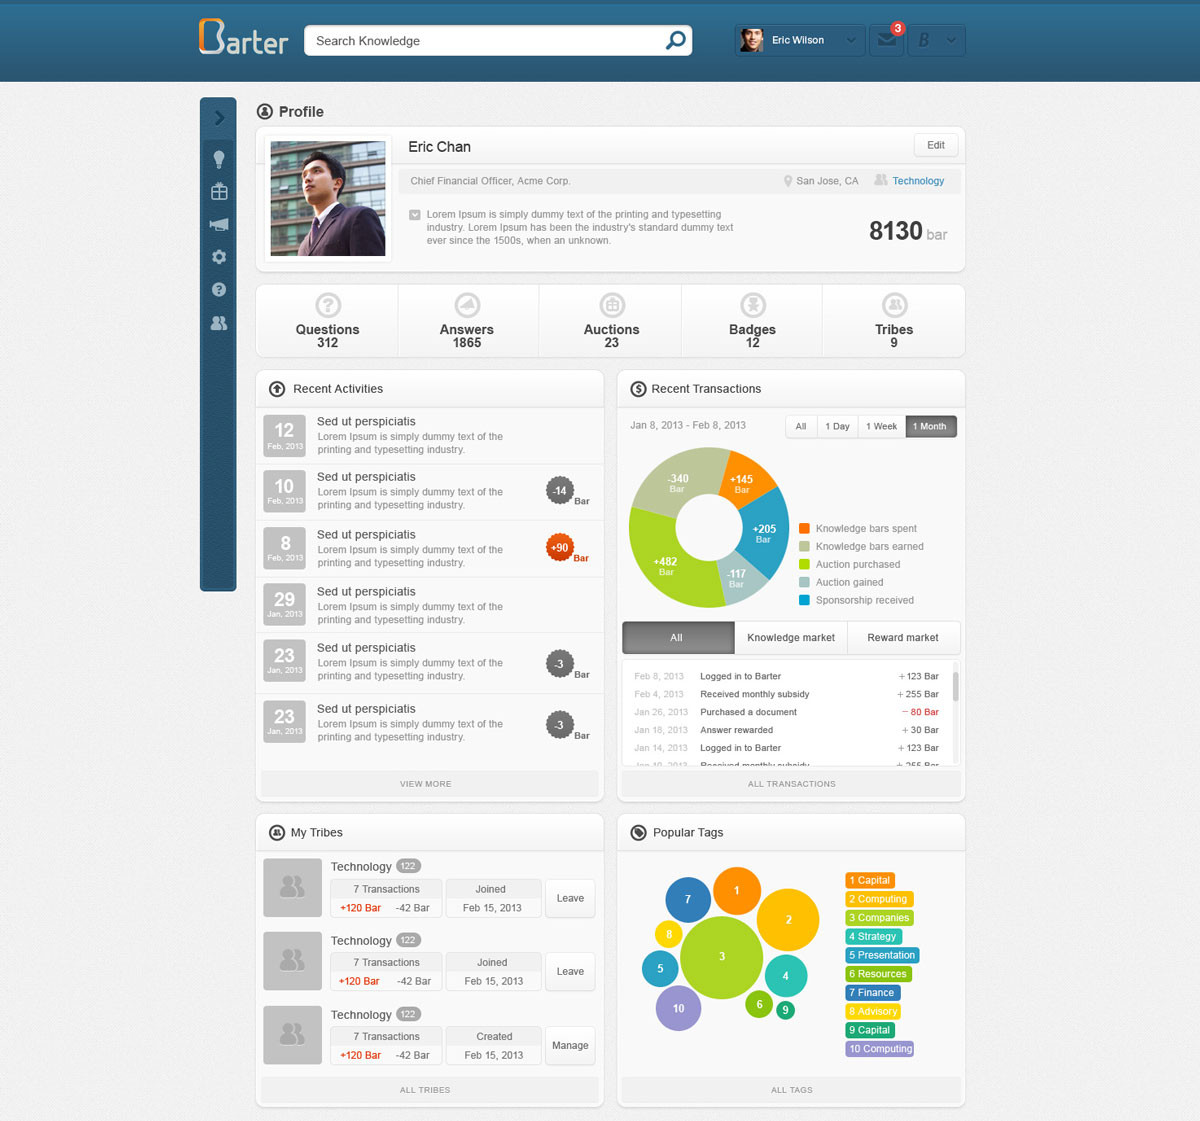 Barter
Search Knowledge
Eric Wilson
3
B
Profile
Eric Chan
Edit
Chief Financial Officer, Acme Corp.
San Jose, CA
Technology
Lorem Ipsum is simply dummy text of the printing and typesetting
industry. Lorem Ipsum has been the industry's standard dummy text
ever since the 1500s, when an unknown.
8130 bar
Questions
312
Answers
1865
Auctions
23
Badges
12
Tribes
9
Recent Activities
12
Feb, 2013
Sed ut perspiciatis
Lorem Ipsum is simply dummy text of the
printing and typesetting industry.
10
Feb, 2013
Sed ut perspiciatis
Lorem Ipsum is simply dummy text of the
printing and typesetting industry.
-14
Bar
8
Feb, 2013
Sed ut perspiciatis
Lorem Ipsum is simply dummy text of the
printing and typesetting industry.
+90
Bar
29
Jan, 2013
Sed ut perspiciatis
Lorem Ipsum is simply dummy text of the
printing and typesetting industry.
23
Jan, 2013
Sed ut perspiciatis
Lorem Ipsum is simply dummy text of the
printing and typesetting industry.
-3
Bar
23
Jan, 2013
Sed ut perspiciatis
Lorem Ipsum is simply dummy text of the
printing and typesetting industry.
-3
Bar
VIEW MORE
Recent Transactions
Jan 8, 2013 - Feb 8, 2013
All
1 Day
1 Week
1 Month
-340
Bar
+145
Bar
+205
Bar
+482
Bar
-117
Bar
Knowledge bars spent
Knowledge bars earned
Auction purchased
Auction gained
Sponsorship received
All
Knowledge market
Reward market
Feb 8, 2013 Logged in to Barter + 123 Bar
Feb 4, 2013 Received monthly subsidy + 255 Bar
Jan 26, 2013 Purchased a document − 80 Bar
Jan 18, 2013 Answer rewarded + 30 Bar
Jan 14, 2013 Logged in to Barter + 123 Bar
Jan 10, 2013 Received monthly subsidy + 255 Bar
ALL TRANSACTIONS
My Tribes
Technology 122
7 Transactions
+120 Bar -42 Bar
Joined
Feb 15, 2013
Leave
Technology 122
7 Transactions
+120 Bar -42 Bar
Joined
Feb 15, 2013
Leave
Technology 122
7 Transactions
+120 Bar -42 Bar
Created
Feb 15, 2013
Manage
ALL TRIBES
Popular Tags
1
7
2
8
3
5
4
10
6
9
1 Capital
2 Computing
3 Companies
4 Strategy
5 Presentation
6 Resources
7 Finance
8 Advisory
9 Capital
10 Computing
ALL TAGS